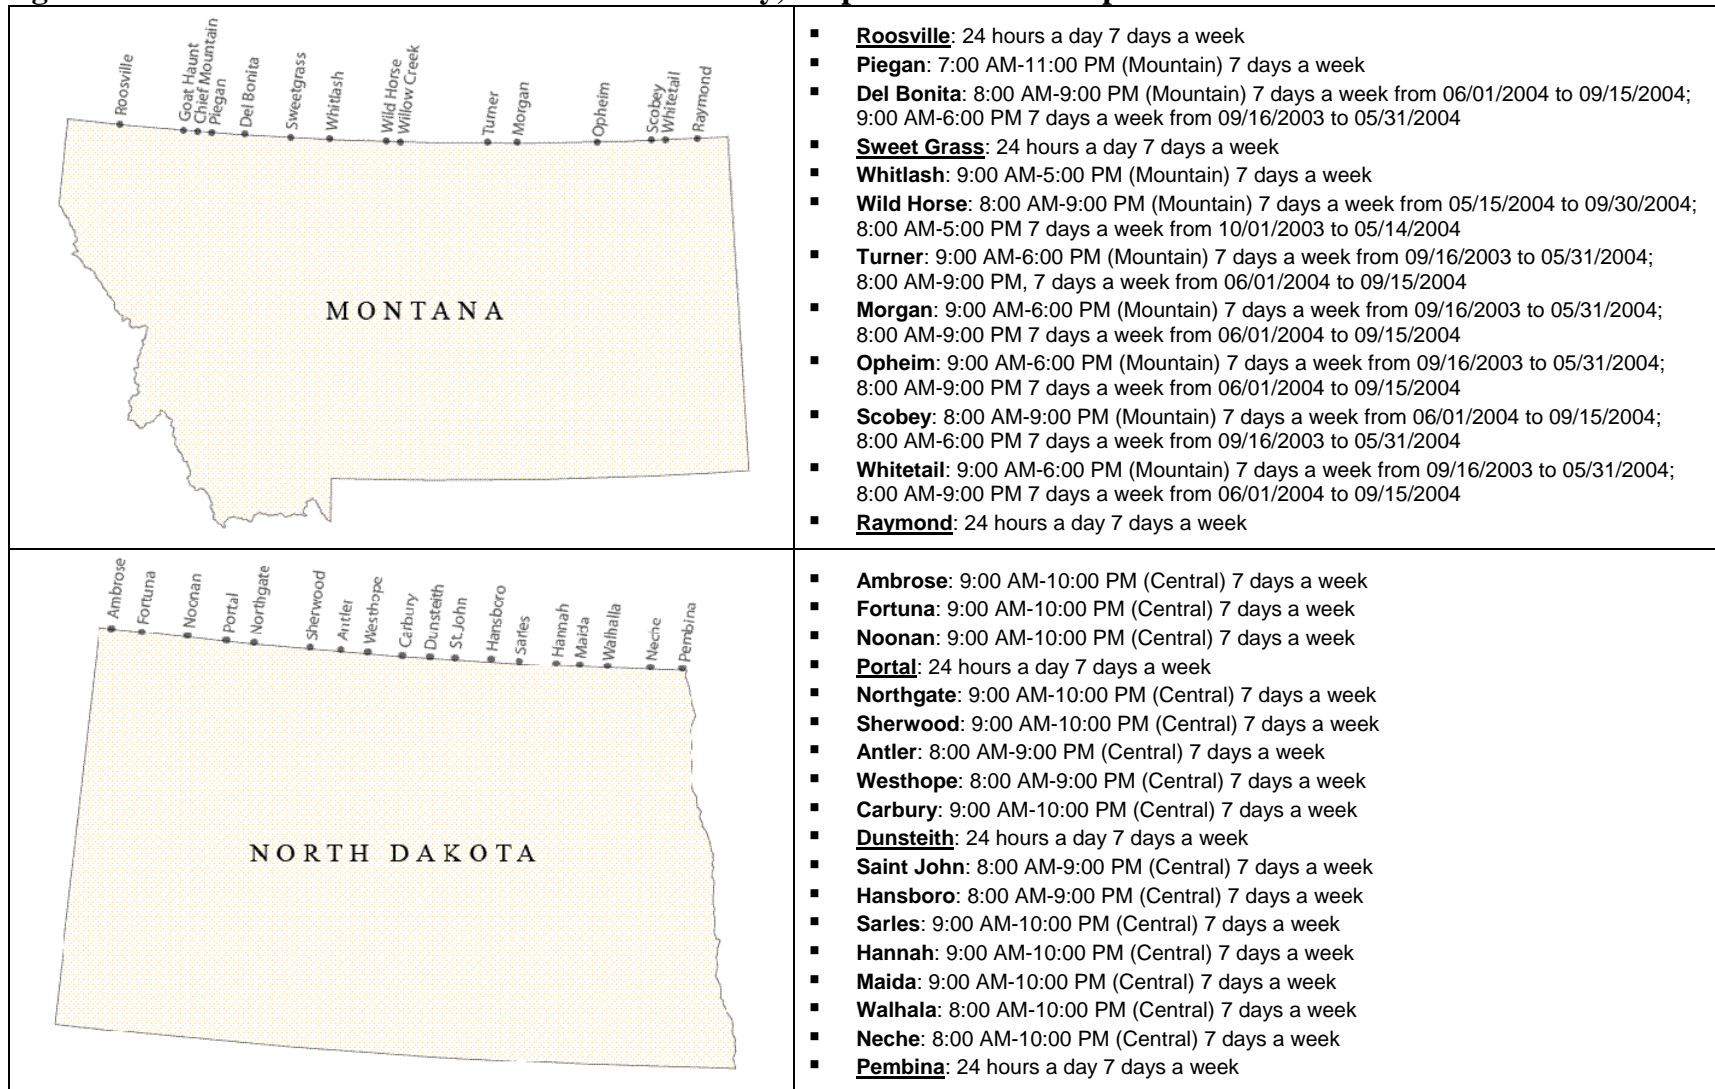 Roosville
Goat Haunt
Chief Mountain
Piegan
Del Bonita
Sweetgrass
Whitlash
Wild Horse
Willow Creek
Turner
Morgan
Opheim
Scobey
Whitetail
Raymond
MONTANA
▪ Roosville: 24 hours a day 7 days a week
▪ Piegan: 7:00 AM-11:00 PM (Mountain) 7 days a week
▪ Del Bonita: 8:00 AM-9:00 PM (Mountain) 7 days a week from 06/01/2004 to 09/15/2004;
9:00 AM-6:00 PM 7 days a week from 09/16/2003 to 05/31/2004
▪ Sweet Grass: 24 hours a day 7 days a week
▪ Whitlash: 9:00 AM-5:00 PM (Mountain) 7 days a week
▪ Wild Horse: 8:00 AM-9:00 PM (Mountain) 7 days a week from 05/15/2004 to 09/30/2004;
8:00 AM-5:00 PM 7 days a week from 10/01/2003 to 05/14/2004
▪ Turner: 9:00 AM-6:00 PM (Mountain) 7 days a week from 09/16/2003 to 05/31/2004;
8:00 AM-9:00 PM, 7 days a week from 06/01/2004 to 09/15/2004
▪ Morgan: 9:00 AM-6:00 PM (Mountain) 7 days a week from 09/16/2003 to 05/31/2004;
8:00 AM-9:00 PM 7 days a week from 06/01/2004 to 09/15/2004
▪ Opheim: 9:00 AM-6:00 PM (Mountain) 7 days a week from 09/16/2003 to 05/31/2004;
8:00 AM-9:00 PM 7 days a week from 06/01/2004 to 09/15/2004
▪ Scobey: 8:00 AM-9:00 PM (Mountain) 7 days a week from 06/01/2004 to 09/15/2004;
8:00 AM-6:00 PM 7 days a week from 09/16/2003 to 05/31/2004
▪ Whitetail: 9:00 AM-6:00 PM (Mountain) 7 days a week from 09/16/2003 to 05/31/2004;
8:00 AM-9:00 PM 7 days a week from 06/01/2004 to 09/15/2004
▪ Raymond: 24 hours a day 7 days a week
Ambrose
Fortuna
Noonan
Portal
Northgate
Sherwood
Antler
Westhope
Carbury
Dunsteith
St.John
Hansboro
Sarles
Hannah
Maida
Walhalla
Neche
Pembina
NORTH DAKOTA
▪ Ambrose: 9:00 AM-10:00 PM (Central) 7 days a week
▪ Fortuna: 9:00 AM-10:00 PM (Central) 7 days a week
▪ Noonan: 9:00 AM-10:00 PM (Central) 7 days a week
▪ Portal: 24 hours a day 7 days a week
▪ Northgate: 9:00 AM-10:00 PM (Central) 7 days a week
▪ Sherwood: 9:00 AM-10:00 PM (Central) 7 days a week
▪ Antler: 8:00 AM-9:00 PM (Central) 7 days a week
▪ Westhope: 8:00 AM-9:00 PM (Central) 7 days a week
▪ Carbury: 9:00 AM-10:00 PM (Central) 7 days a week
▪ Dunsteith: 24 hours a day 7 days a week
▪ Saint John: 8:00 AM-9:00 PM (Central) 7 days a week
▪ Hansboro: 8:00 AM-9:00 PM (Central) 7 days a week
▪ Sarles: 9:00 AM-10:00 PM (Central) 7 days a week
▪ Hannah: 9:00 AM-10:00 PM (Central) 7 days a week
▪ Maida: 9:00 AM-10:00 PM (Central) 7 days a week
▪ Walhala: 8:00 AM-10:00 PM (Central) 7 days a week
▪ Neche: 8:00 AM-10:00 PM (Central) 7 days a week
▪ Pembina: 24 hours a day 7 days a week